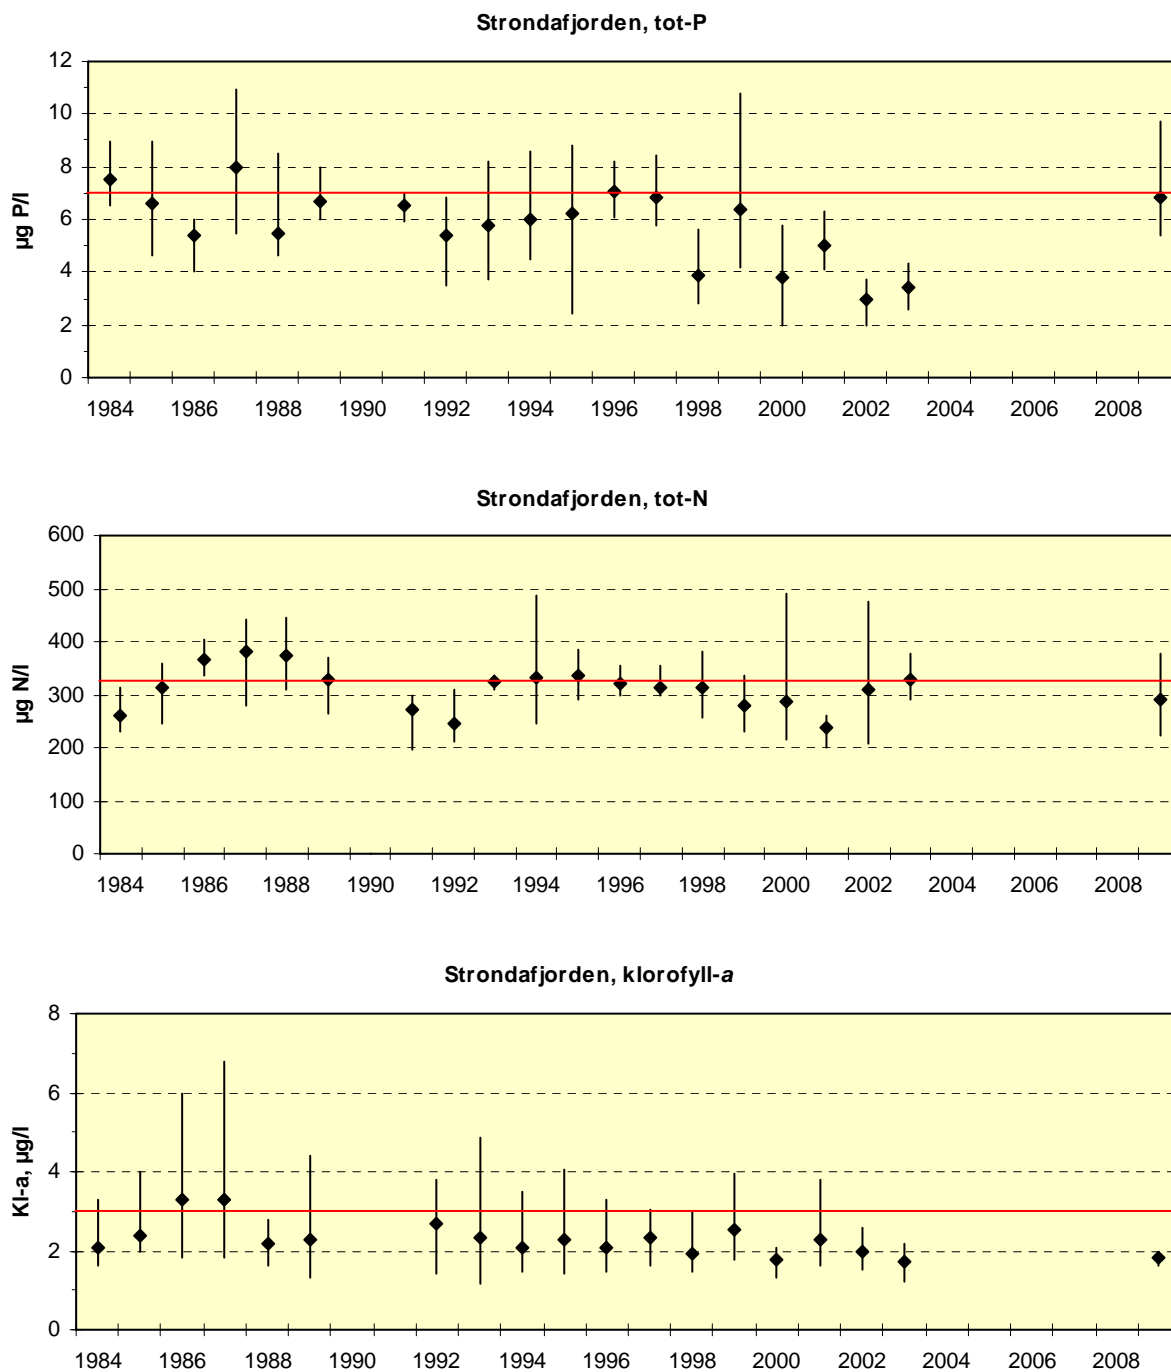 Strondafjorden, tot-P
12
10
8
6
4
2
0
µg P/l
1984 1986 1988 1990 1992 1994 1996 1998 2000 2002 2004 2006 2008
Strondafjorden, tot-N
600
500
400
300
200
100
0
µg N/l
1984 1986 1988 1990 1992 1994 1996 1998 2000 2002 2004 2006 2008
Strondafjorden, klorofyll-a
8
6
4
2
0
Kl-a, µg/l
1984 1986 1988 1990 1992 1994 1996 1998 2000 2002 2004 2006 2008